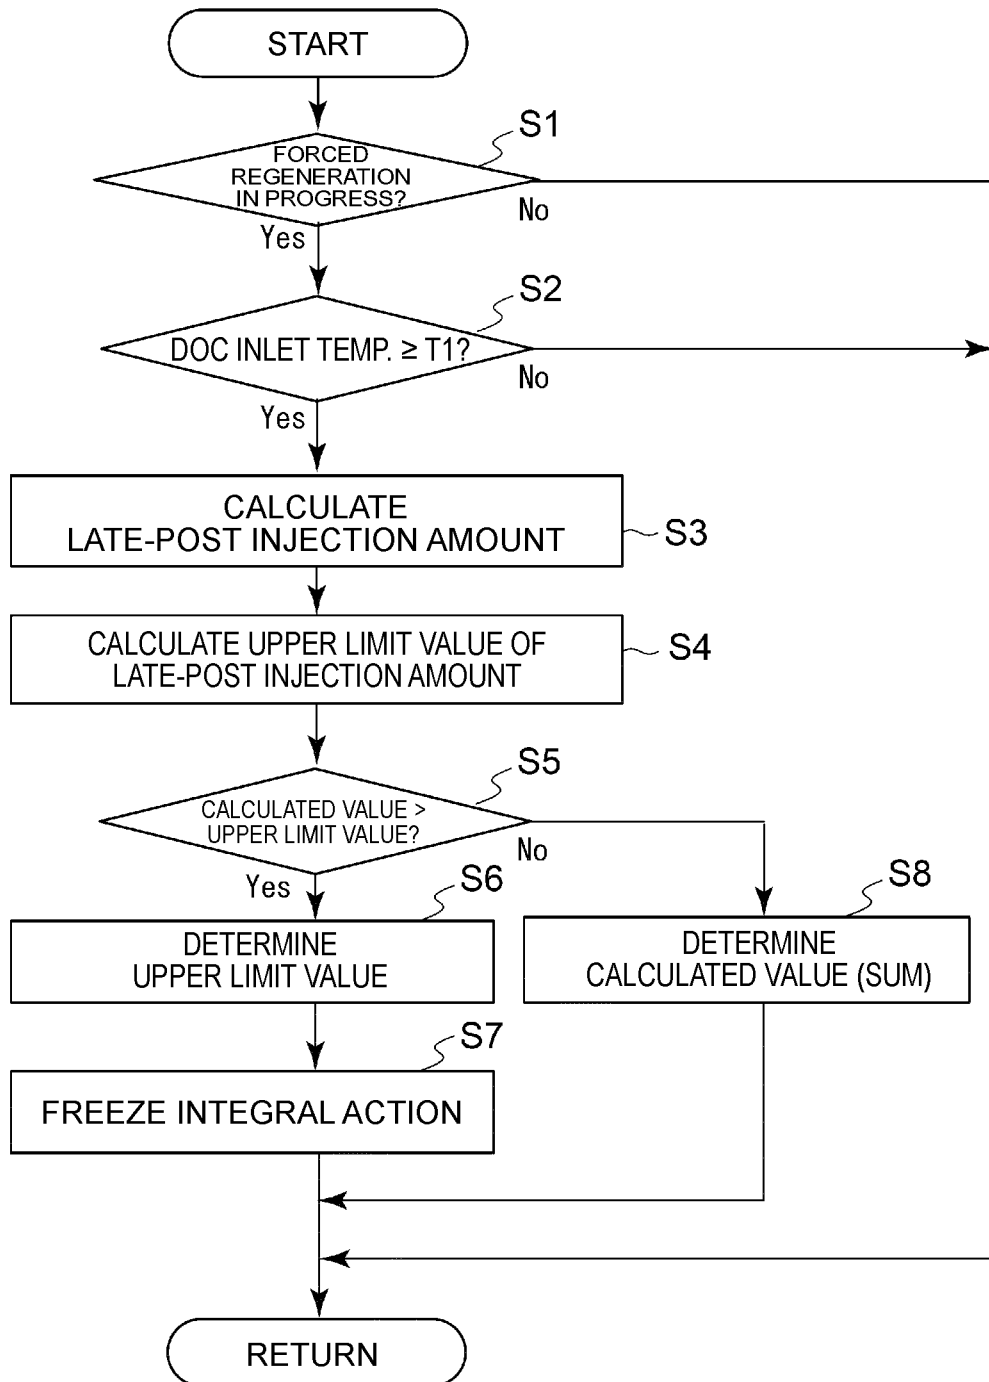 START
S1
FORCED
REGENERATION
IN PROGRESS?
No
Yes
S2
DOC INLET TEMP. ≥ T1?
No
Yes
CALCULATE
LATE-POST INJECTION AMOUNT
S3
CALCULATE UPPER LIMIT VALUE OF
LATE-POST INJECTION AMOUNT
S4
S5
CALCULATED VALUE >
UPPER LIMIT VALUE?
No
Yes
S6
DETERMINE
UPPER LIMIT VALUE
S8
DETERMINE
CALCULATED VALUE (SUM)
S7
FREEZE INTEGRAL ACTION
RETURN